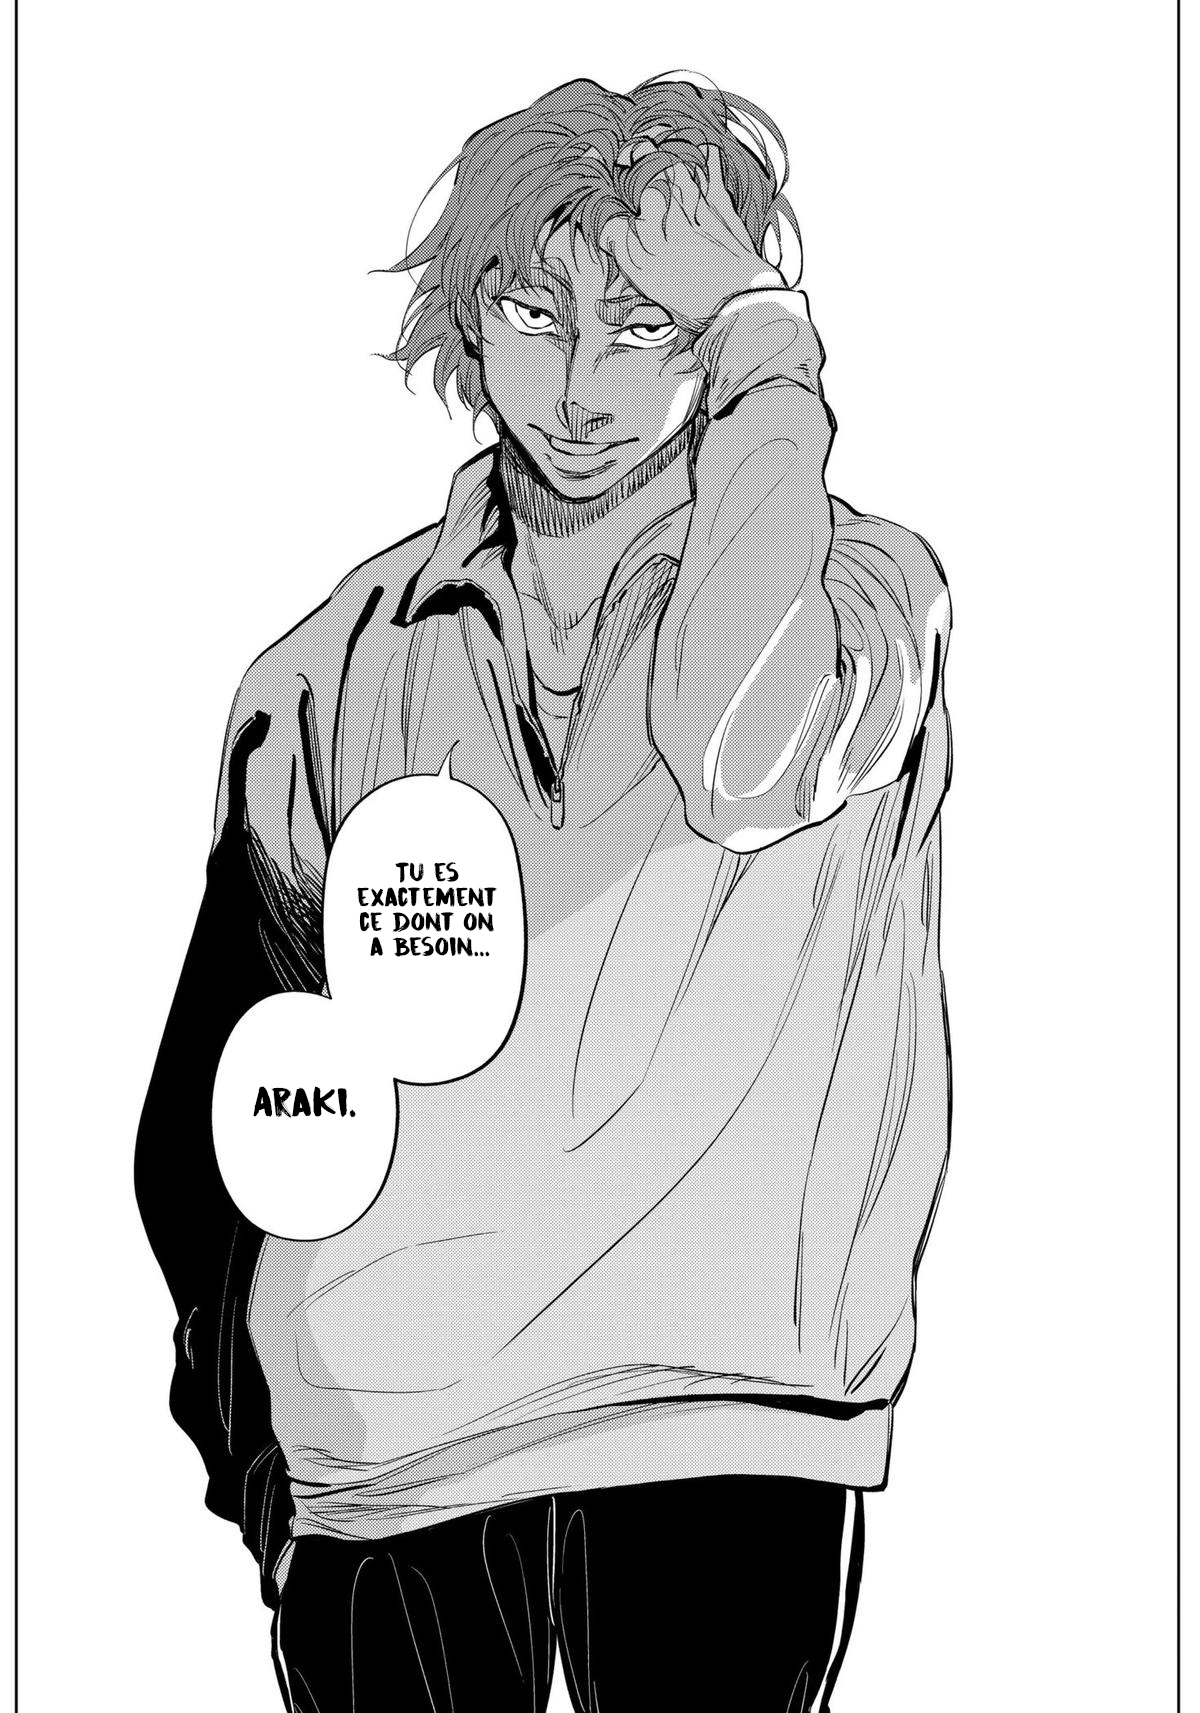 TU ES
EXACTEMENT
CE DONT ON
A BESOIN...
ARAKI.